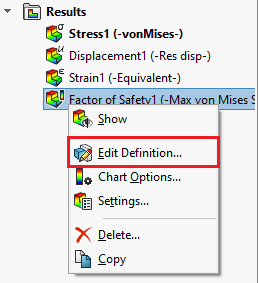 Results
Stress1 (-vonMises-)
Displacement1 (-Res disp-)
Strain1 (-Equivalent-)
Factor of Safety1 (-Max von Mises S
Show
Edit Definition...
Chart Options...
Settings...
Delete...
Copy